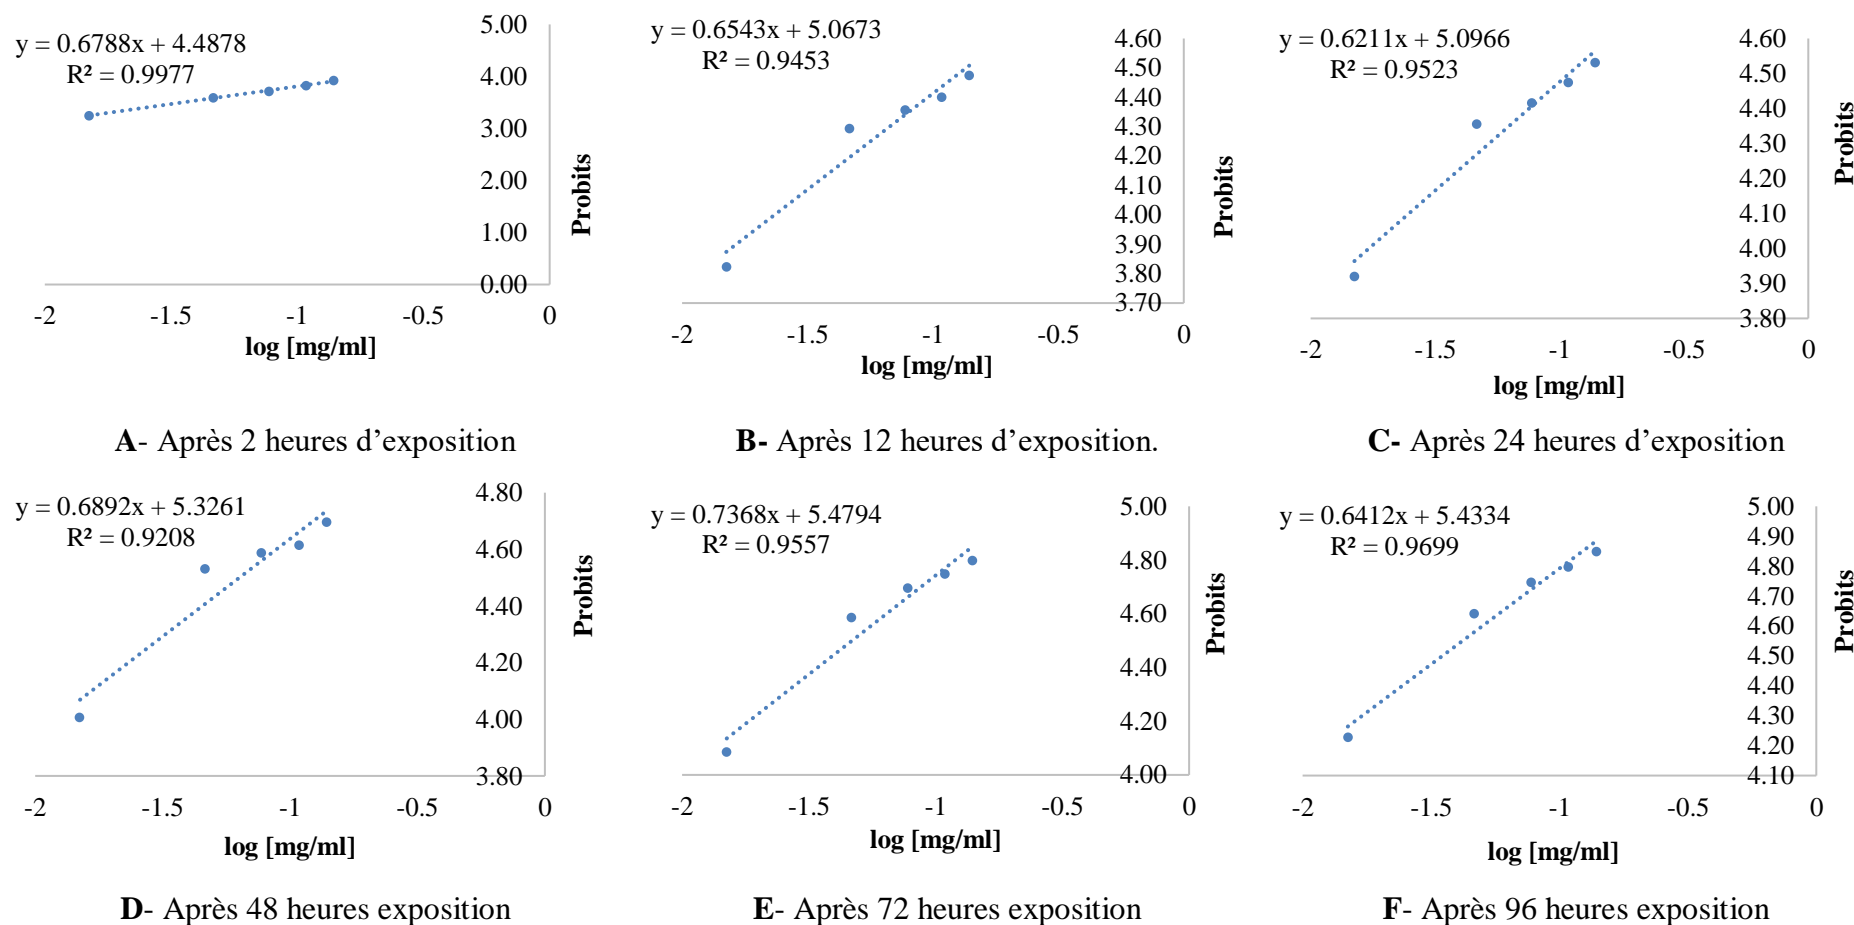 y = 0.6788x + 4.4878
R² = 0.9977
5.00
4.00
3.00
2.00
1.00
0.00
Probits
-2 -1.5 -1 -0.5 0
log [mg/ml]
A- Après 2 heures d’exposition
y = 0.6543x + 5.0673
R² = 0.9453
4.60
4.50
4.40
4.30
4.20
4.10
4.00
3.90
3.80
3.70
Probits
-2 -1.5 -1 -0.5 0
log [mg/ml]
B- Après 12 heures d’exposition.
y = 0.6211x + 5.0966
R² = 0.9523
4.60
4.50
4.40
4.30
4.20
4.10
4.00
3.90
3.80
Probits
-2 -1.5 -1 -0.5 0
log [mg/ml]
C- Après 24 heures d’exposition
y = 0.6892x + 5.3261
R² = 0.9208
4.80
4.60
4.40
4.20
4.00
3.80
Probits
-2 -1.5 -1 -0.5 0
log [mg/ml]
D- Après 48 heures exposition
y = 0.7368x + 5.4794
R² = 0.9557
5.00
4.80
4.60
4.40
4.20
4.00
Probits
-2 -1.5 -1 -0.5 0
log [mg/ml]
E- Après 72 heures exposition
y = 0.6412x + 5.4334
R² = 0.9699
5.00
4.90
4.80
4.70
4.60
4.50
4.40
4.30
4.20
4.10
Probits
-2 -1.5 -1 -0.5 0
log [mg/ml]
F- Après 96 heures exposition